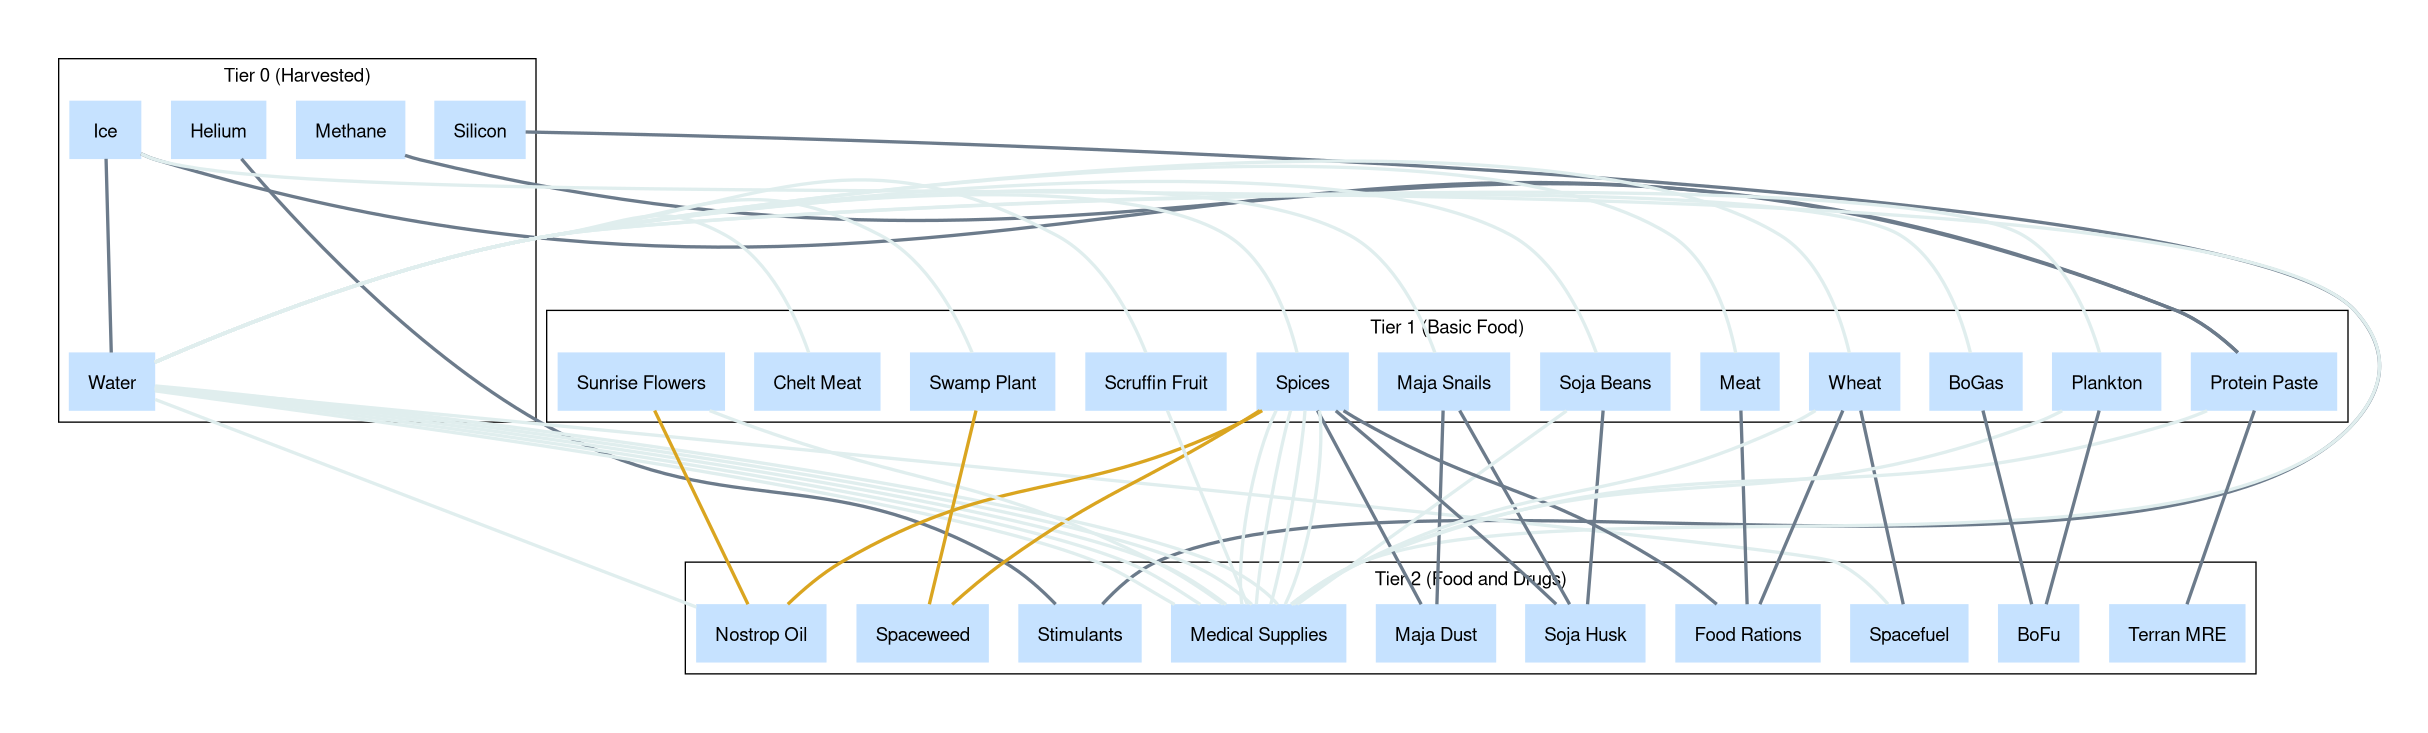 Tier 0 (Harvested)
Ice
Helium
Methane
Silicon
Water
Tier 1 (Basic Food)
Sunrise Flowers
Chelt Meat
Swamp Plant
Scruffin Fruit
Spices
Maja Snails
Soja Beans
Meat
Wheat
BoGas
Plankton
Protein Paste
Tier 2 (Food and Drugs)
Nostrop Oil
Spaceweed
Stimulants
Medical Supplies
Maja Dust
Soja Husk
Food Rations
Spacefuel
BoFu
Terran MRE